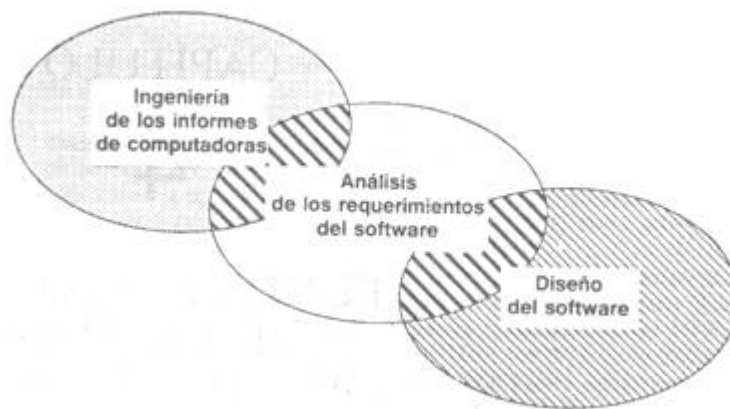 Ingeniería
de los informes
de computadoras
Análisis
de los requerimientos
del software
Diseño
del software